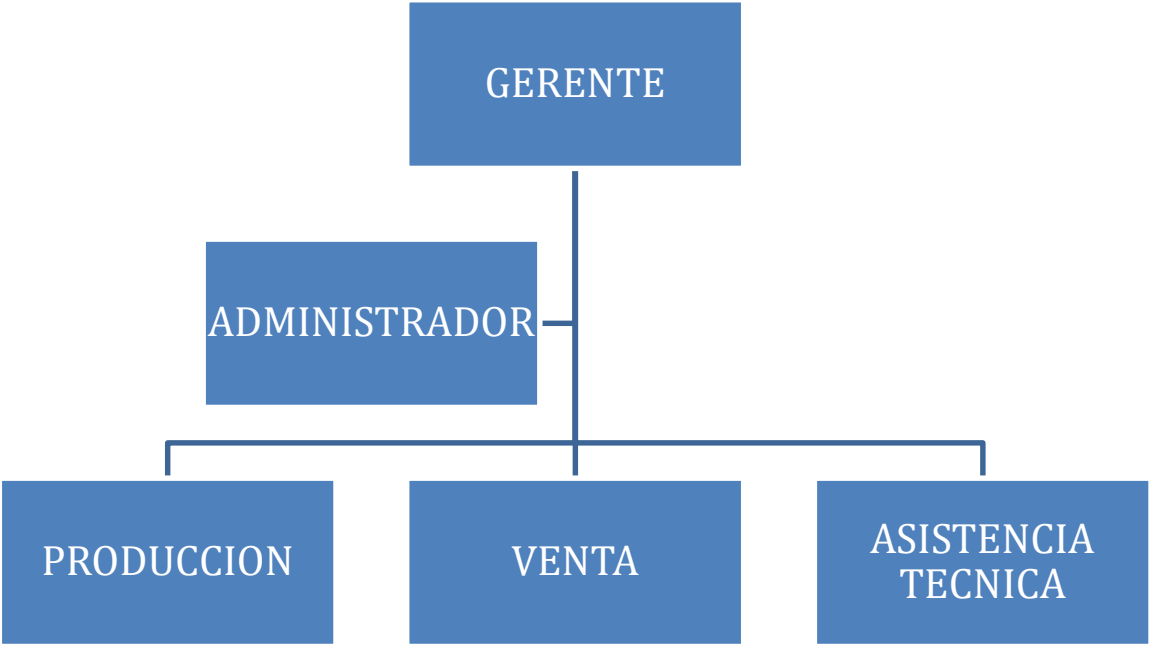 GERENTE
ADMINISTRADOR
PRODUCCION
VENTA
ASISTENCIA
TECNICA